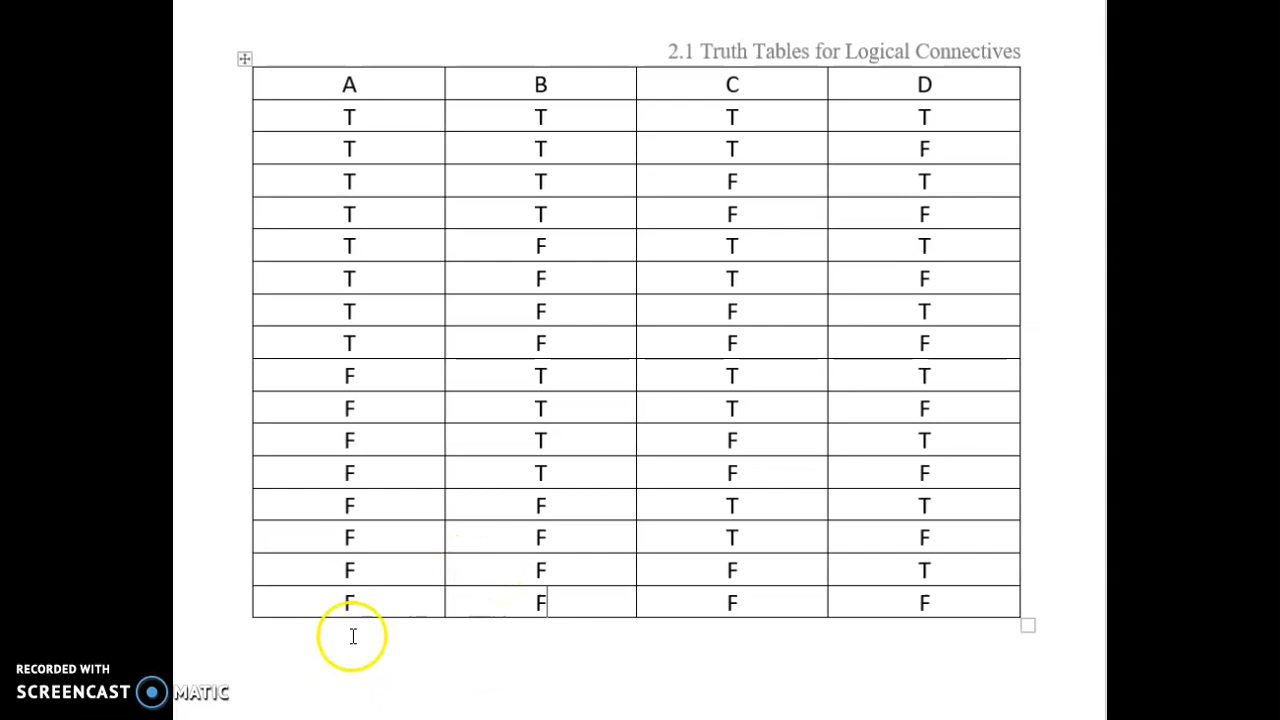 2.1 Truth Tables for Logical Connectives
A B C D
T T T T
T T T F
T T F T
T T F F
T F T T
T F T F
T F F T
T F F F
F T T T
F T T F
F T F T
F T F F
F F T T
F F T F
F F F T
F F F F
RECORDED WITH
SCREENCAST MATIC